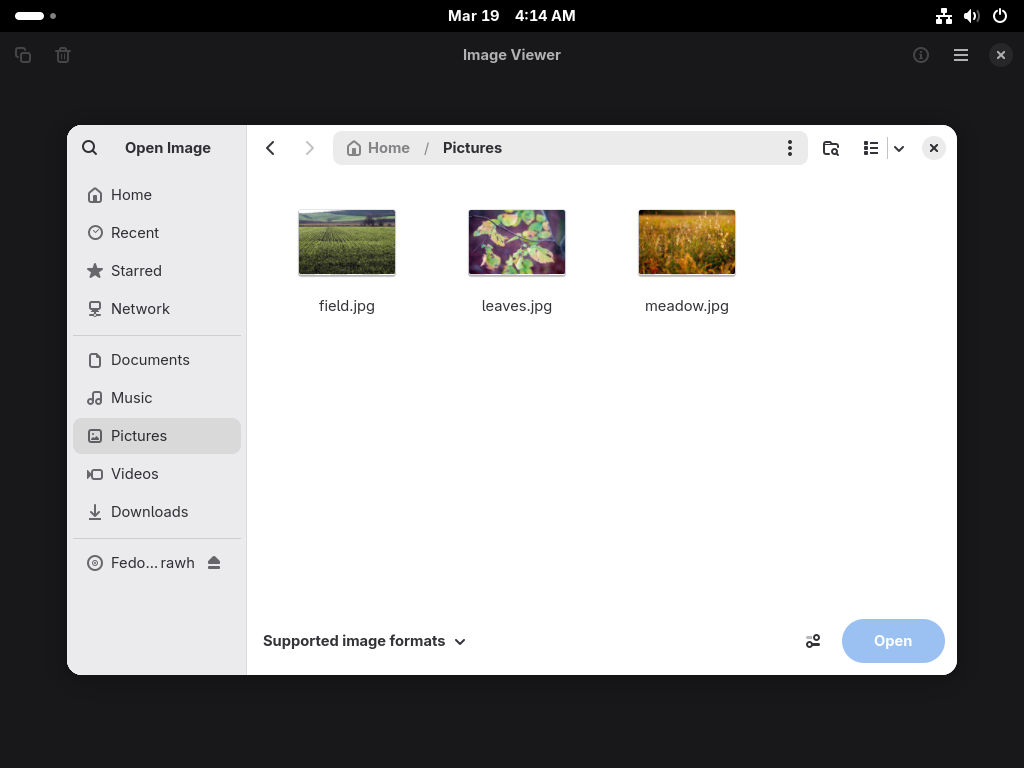 Mar 19 4:14 AM
Image Viewer
Open Image
Home / Pictures
Home
Recent
Starred
Network
Documents
Music
Pictures
Videos
Downloads
Fedo... rawh
field.jpg leaves.jpg meadow.jpg
Supported image formats
Open